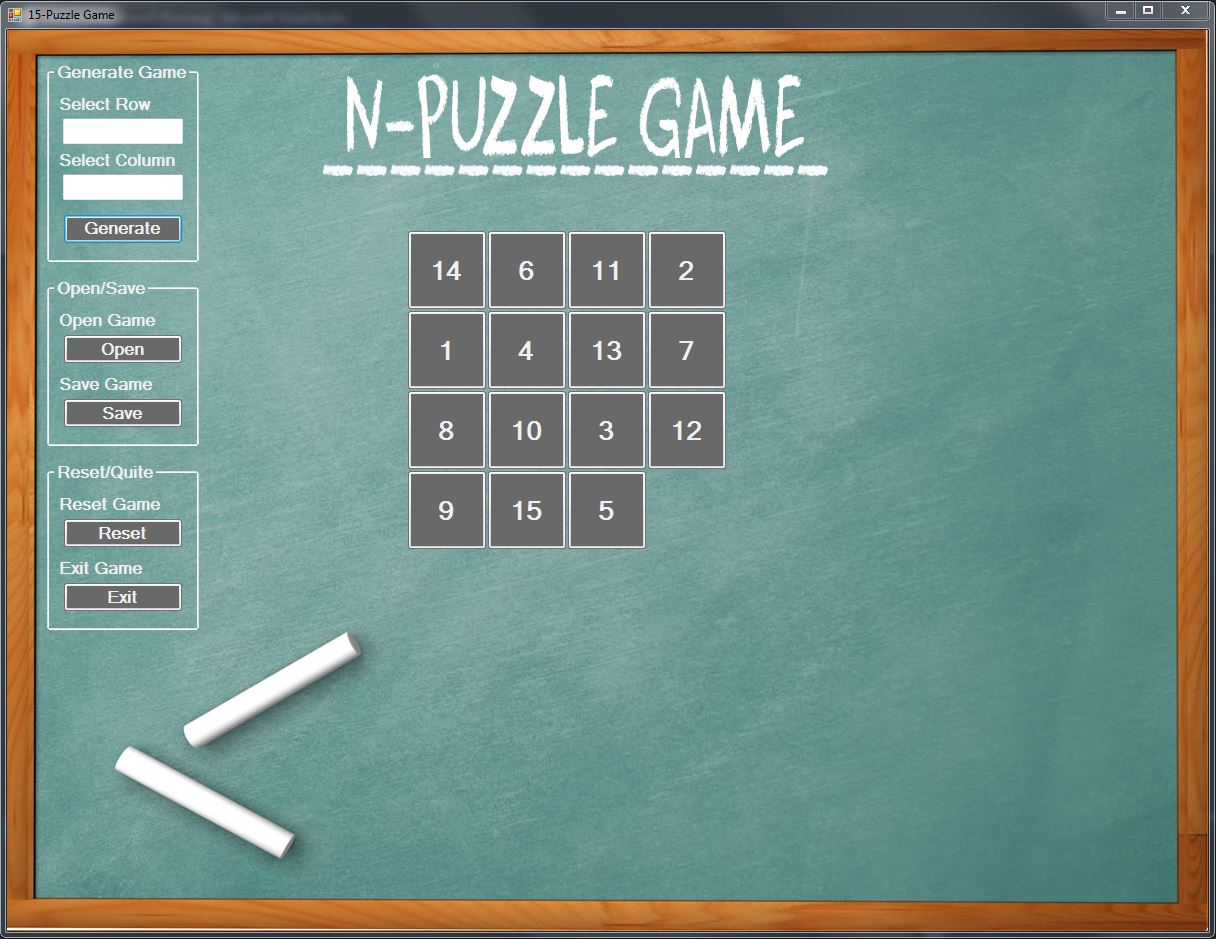 15-Puzzle Game
N-PUZZLE GAME
Generate Game
Select Row
Select Column
Generate
Open/Save
Open Game
Open
Save Game
Save
Reset/Quite
Reset Game
Reset
Exit Game
Exit
14 6 11 2
1 4 13 7
8 10 3 12
9 15 5